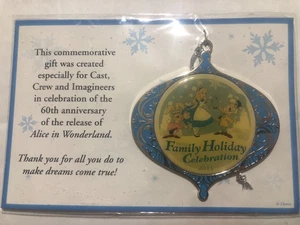 This commemorative
gift was created
especially for Cast,
Crew and Imagineers
in celebration of the
60th anniversary
of the release of
Alice in Wonderland.
Thank you for all you do to
make dreams come true!
Family Holiday
Celebration